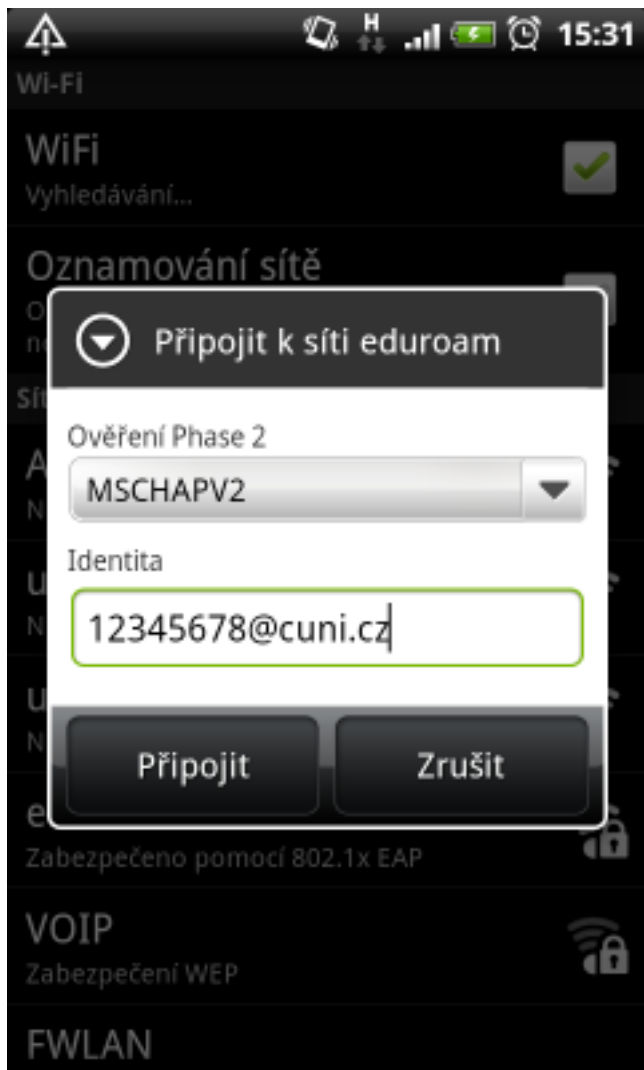 H
15:31
Wi-Fi
WiFi
Vyhledávání...
Oznamování sítě
Připojit k síti eduroam
Ověření Phase 2
MSCHAPV2
Identita
12345678@cuni.cz
Připojit
Zrušit
Zabezpečeno pomocí 802.1x EAP
VOIP
Zabezpečení WEP
FWLAN